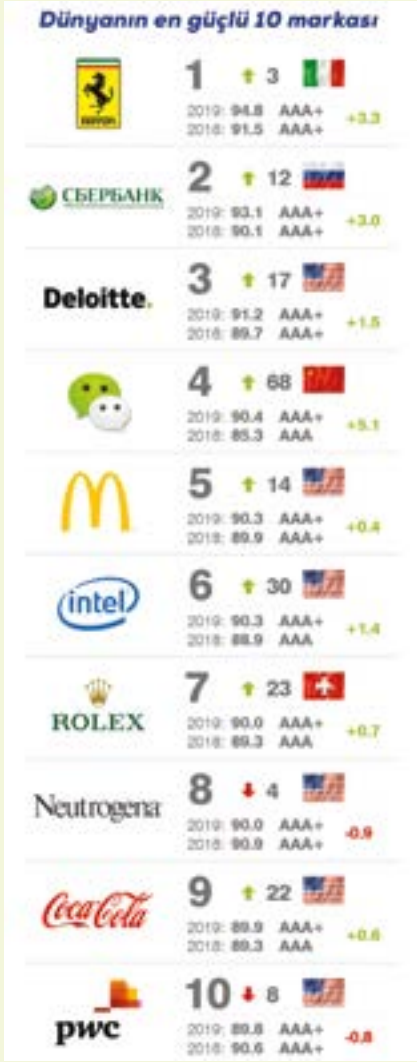 Dünyanın en güçlü 10 markası
Ferrari
1 3
2019: 94.8 AAA+
+3.3
2018: 91.5 AAA+
СБЕРБАНК
2 12
2019: 93.1 AAA+
+3.0
2018: 90.1 AAA+
Deloitte.
3 17
2019: 91.2 AAA+
+1.5
2018: 89.7 AAA+
4 68
2019: 90.4 AAA+
+5.1
2018: 85.3 AAA
5 14
2019: 90.3 AAA+
+0.4
2018: 89.9 AAA+
intel
6 30
2019: 90.3 AAA+
+1.4
2018: 88.9 AAA
ROLEX
7 23
2019: 90.0 AAA+
+0.7
2018: 89.3 AAA
Neutrogena
8 4
2019: 90.0 AAA+
-0.9
2018: 90.9 AAA+
Coca-Cola
9 22
2019: 89.9 AAA+
+0.6
2018: 89.3 AAA
pwc
10 8
2019: 89.8 AAA+
-0.8
2018: 90.6 AAA+